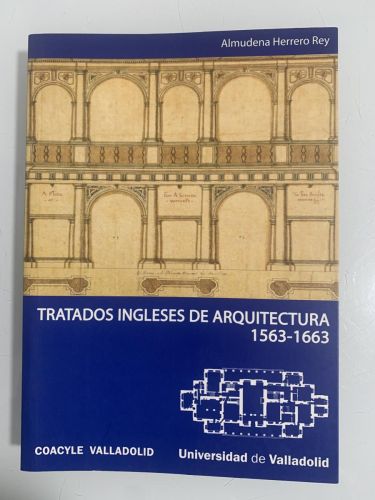 Almudena Herrero Rey
TRATADOS INGLESES DE ARQUITECTURA
1563-1663
COACYLE VALLADOLID
Universidad de Valladolid